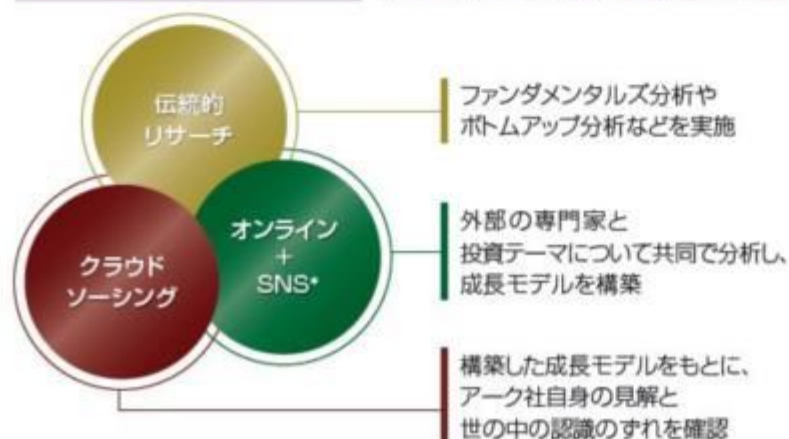 伝統的
リサーチ
ファンダメンタルズ分析や
ボトムアップ分析などを実施
オンライン
+
SNS*
外部の専門家と
投資テーマについて共同で分析し、
成長モデルを構築
クラウド
ソーシング
構築した成長モデルをもとに、
アーク社自身の見解と
世の中の認識のずれを確認